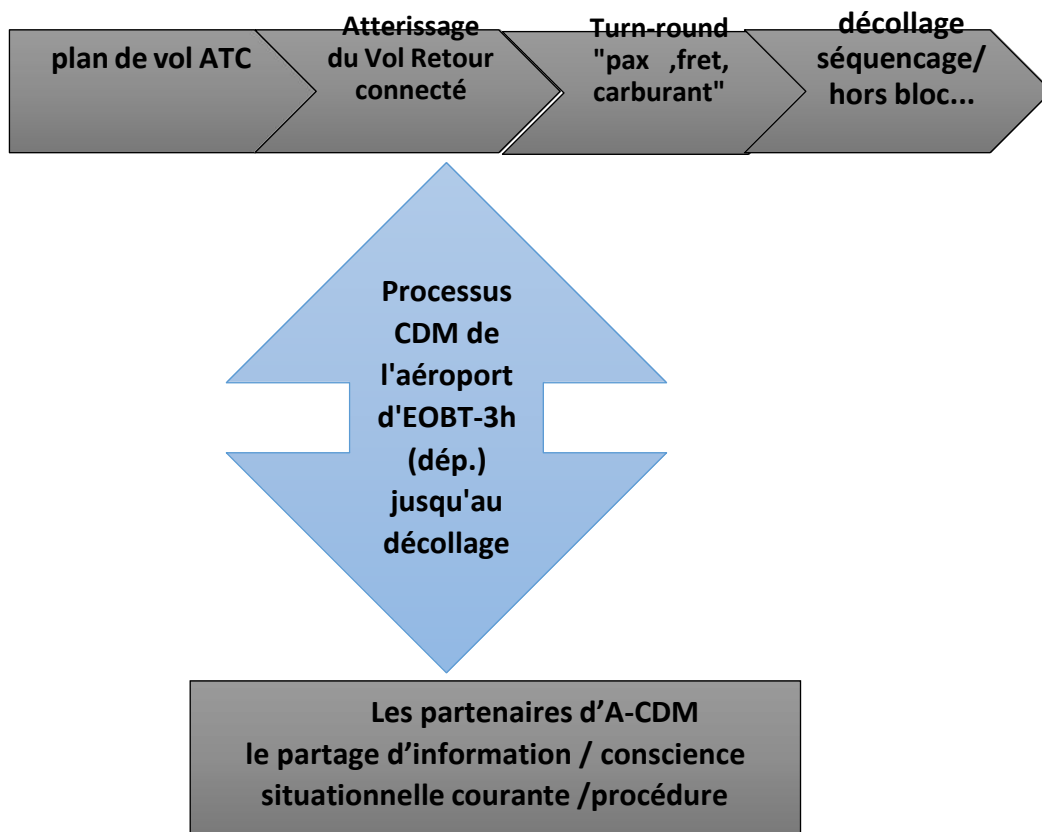 plan de vol ATC
Atterissage
du Vol Retour
connecté
Turn-round
"pax ,fret,
carburant"
décollage
séquencage/
hors bloc...
Processus
CDM de
l'aéroport
d'EOBT-3h
(dép.)
jusqu'au
décollage
Les partenaires d’A-CDM
le partage d’information / conscience
situationnelle courante /procédure